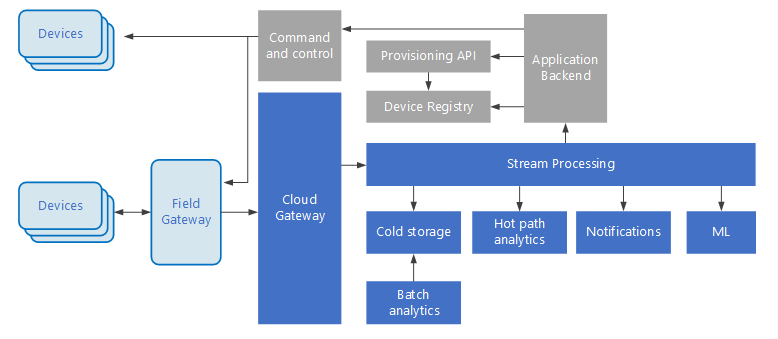 Devices
Command
and control
Provisioning API
Device Registry
Application
Backend
Stream Processing
Devices
Field
Gateway
Cloud
Gateway
Cold storage
Hot path
analytics
Notifications
ML
Batch
analytics